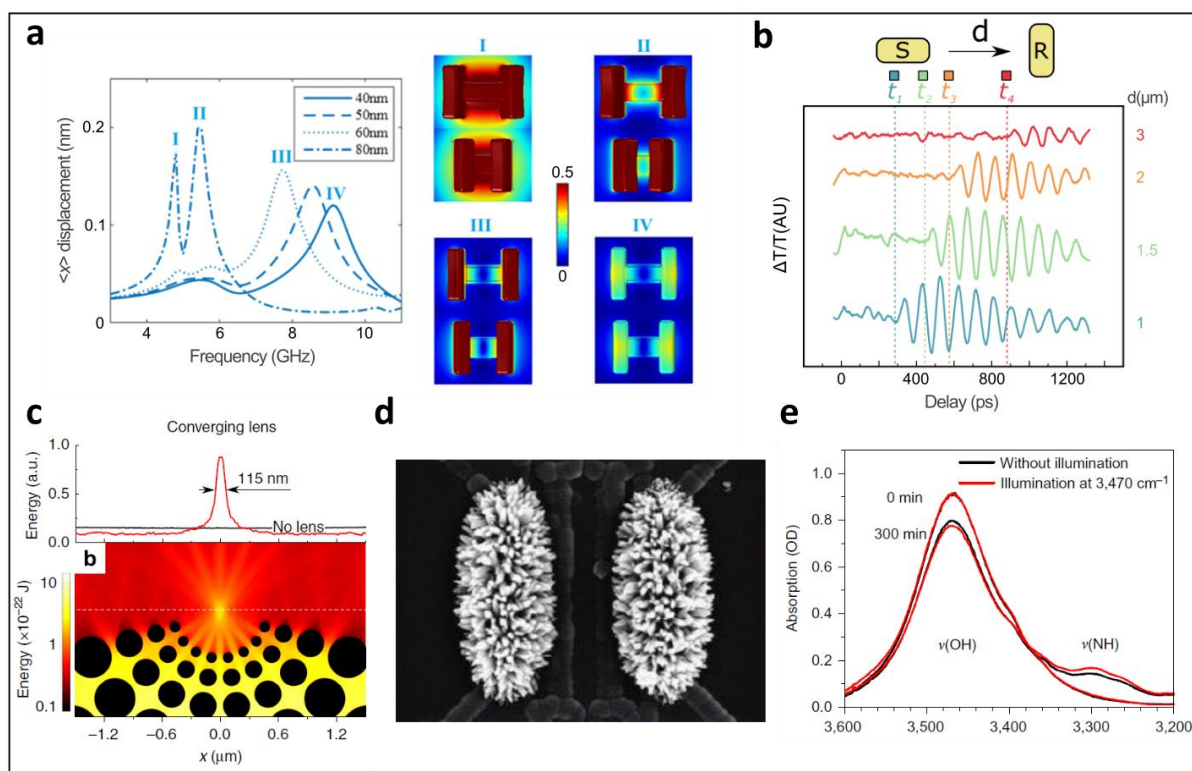 a
<x> displacement (nm)
0.2
0.1
0
4
6
8
10
Frequency (GHz)
40nm
50nm
60nm
80nm
I
II
III
IV
I
II
III
IV
0.5
0
b
S
d
R
t1
t2
t3
t4
d(μm)
3
2
1.5
1
ΔT/T(AU)
0
400
800
1200
Delay (ps)
c
Converging lens
Energy (a.u.)
1.0
0.5
0.0
115 nm
No lens
b
Energy (×10⁻²² J)
10
1
0.1
−1.2
−0.6
0.0
0.6
1.2
x (μm)
d
e
Without illumination
Illumination at 3,470 cm⁻¹
Absorption (OD)
1.0
0.8
0.6
0.4
0.2
0.0
0 min
300 min
ν(OH)
ν(NH)
3,600
3,500
3,400
3,300
3,200